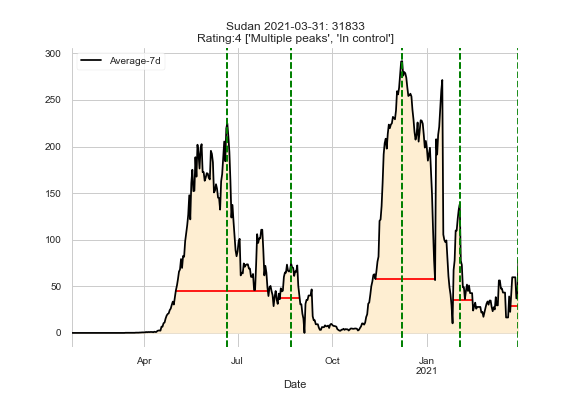 Sudan 2021-03-31: 31833
Rating:4 ['Multiple peaks', 'In control']
Average-7d
300
250
200
150
100
50
0
Apr
Jul
Oct
Jan
2021
Date